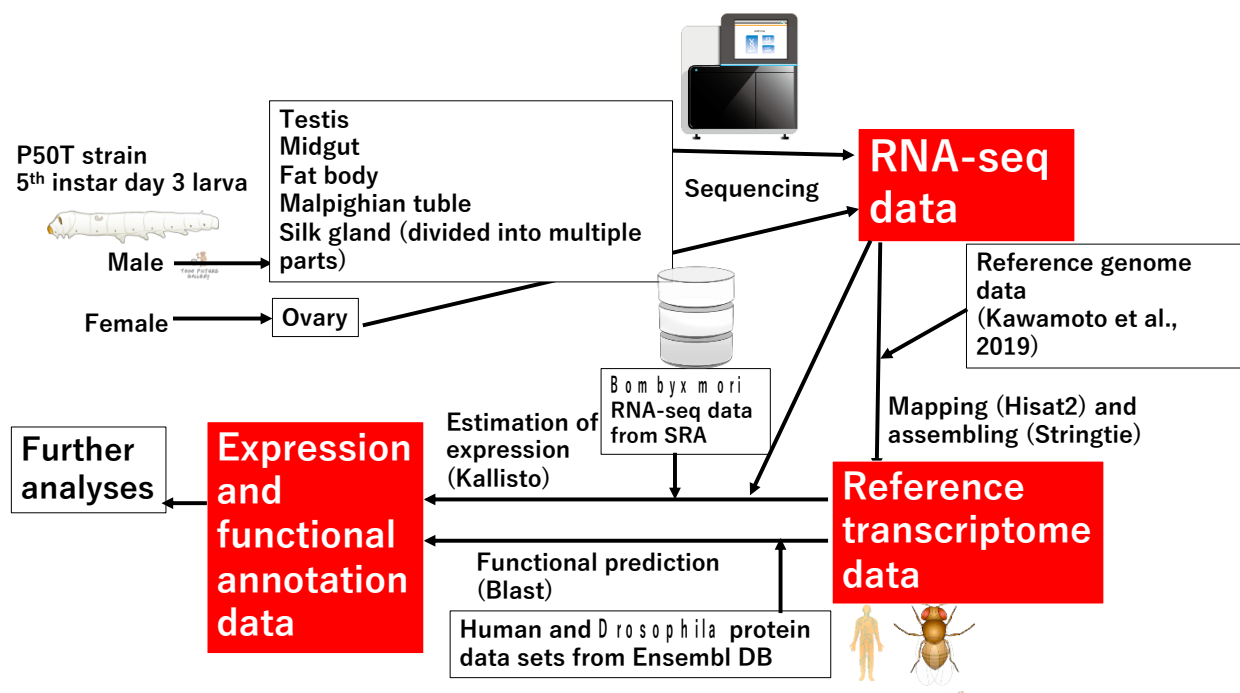 P50T strain
5th instar day 3 larva
Male
TOGO PICTURE
GALLERY
Female
Testis
Midgut
Fat body
Malpighian tuble
Silk gland (divided into multiple
parts)
Ovary
Sequencing
RNA-seq
data
Reference genome
data
(Kawamoto et al.,
2019)
Mapping (Hisat2) and
assembling (Stringtie)
Bombyx mori
RNA-seq data
from SRA
Estimation of
expression
(Kallisto)
Reference
transcriptome
data
Functional prediction
(Blast)
Human and Drosophila protein
data sets from Ensembl DB
Expression
and
functional
annotation
data
Further
analyses